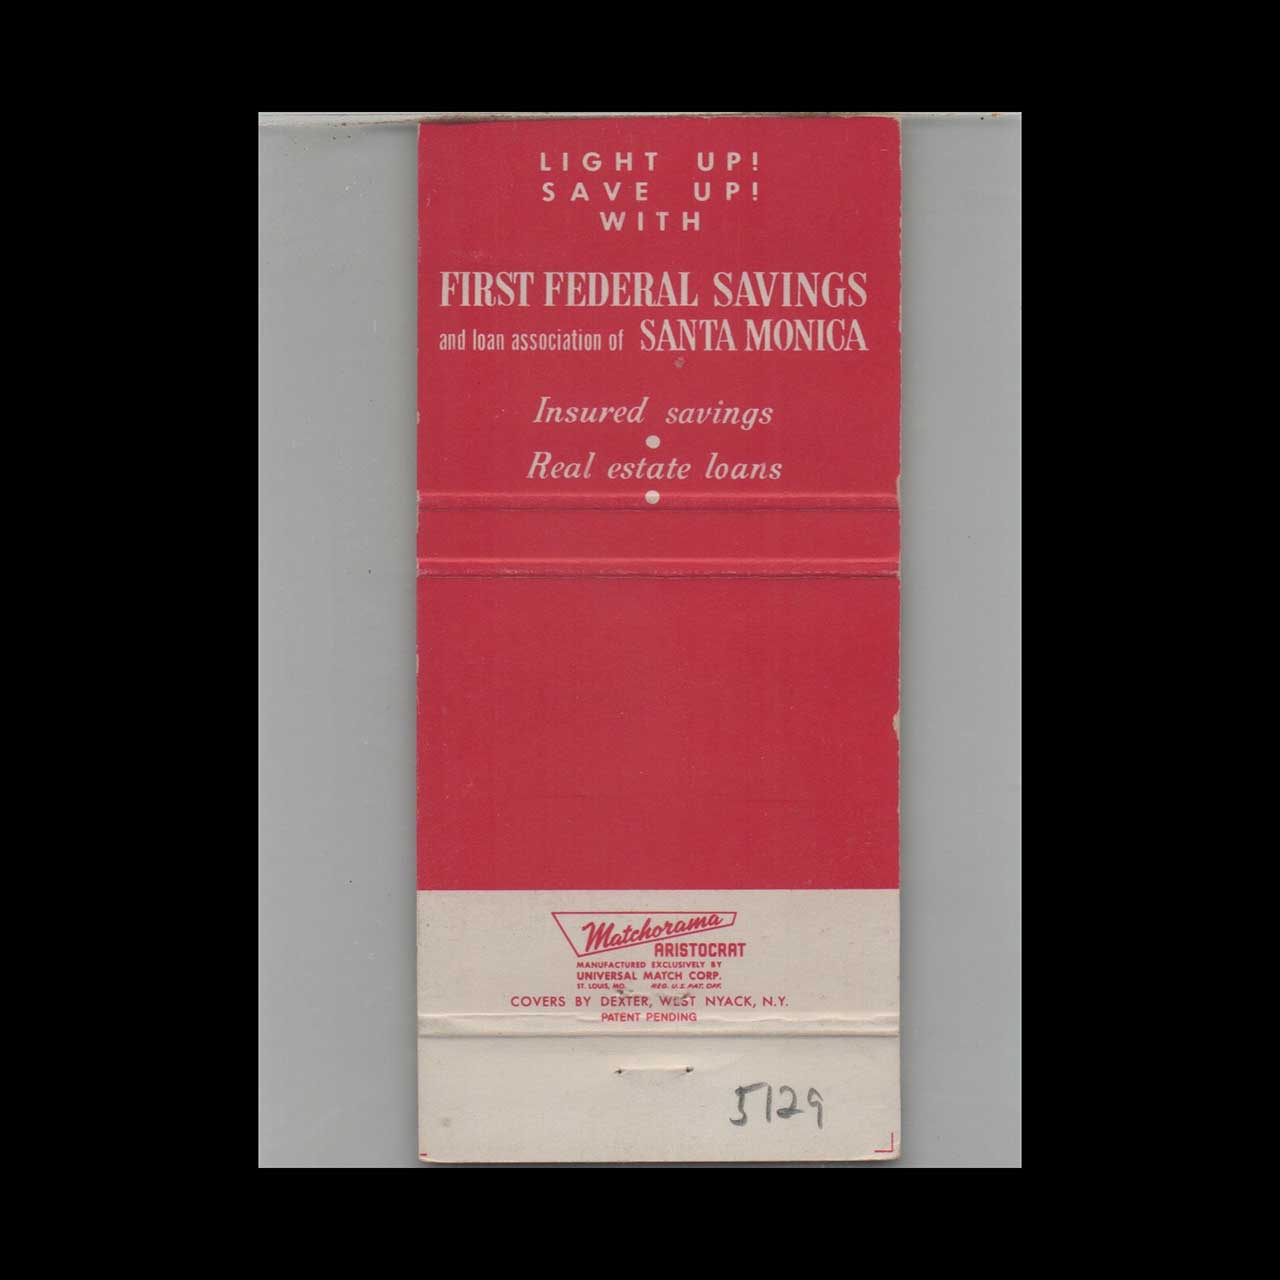 LIGHT UP!
SAVE UP!
WITH
FIRST FEDERAL SAVINGS
and loan association of SANTA MONICA
Insured savings
Real estate loans
Matchorama
ARISTOCRAT
MANUFACTURED EXCLUSIVELY BY
UNIVERSAL MATCH CORP.
ST. LOUIS, MO. REG. U.S. PAT. OFF.
COVERS BY DEXTER, WEST NYACK, N.Y.
PATENT PENDING
5129